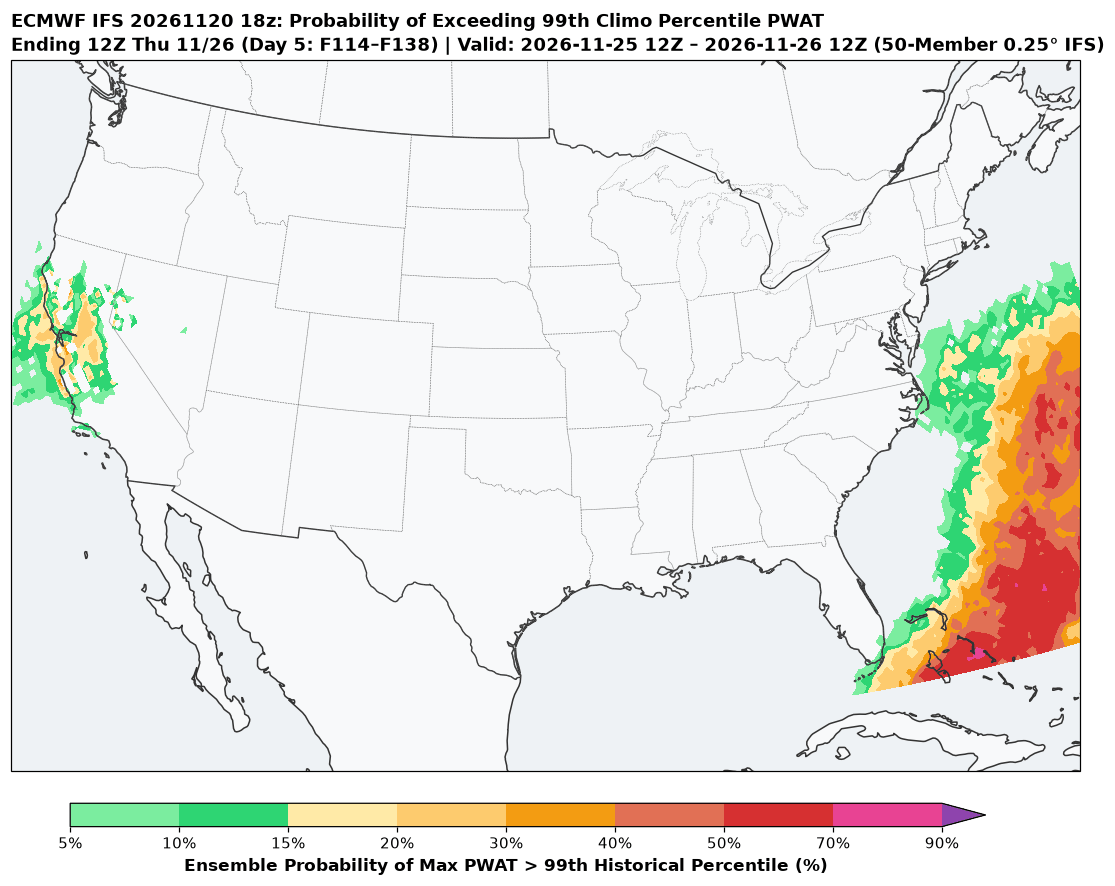 ECMWF IFS 20261120 18z: Probability of Exceeding 99th Climo Percentile PWAT
Ending 12Z Thu 11/26 (Day 5: F114–F138) | Valid: 2026-11-25 12Z – 2026-11-26 12Z (50-Member 0.25° IFS)
5% 10% 15% 20% 30% 40% 50% 70% 90%
Ensemble Probability of Max PWAT > 99th Historical Percentile (%)